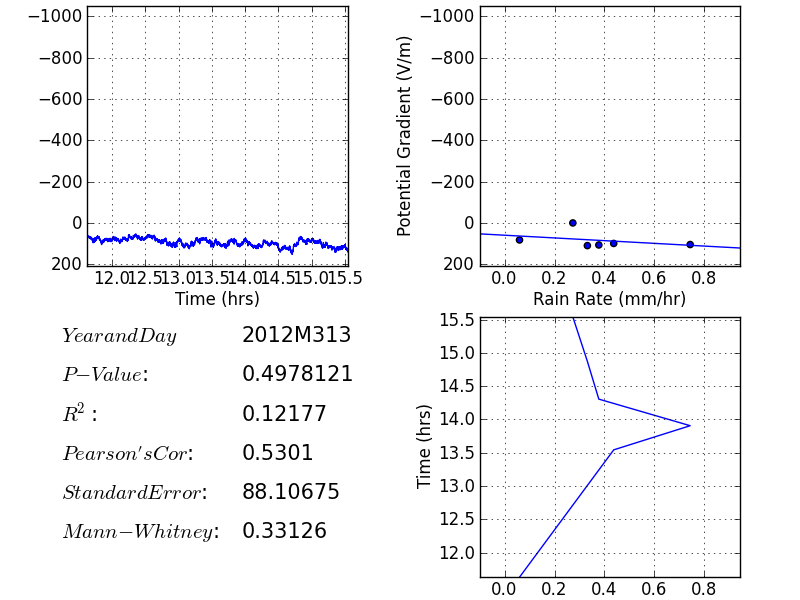 −1000
−800
−600
−400
−200
0
200
12.0 12.5 13.0 13.5 14.0 14.5 15.0 15.5
Time (hrs)
Potential Gradient (V/m)
−1000
−800
−600
−400
−200
0
200
0.0 0.2 0.4 0.6 0.8
Rain Rate (mm/hr)
YearandDay 2012M313
P−Value: 0.4978121
R²: 0.12177
Pearson'sCor: 0.5301
StandardError: 88.10675
Mann−Whitney: 0.33126
Time (hrs)
15.5
15.0
14.5
14.0
13.5
13.0
12.5
12.0
0.0 0.2 0.4 0.6 0.8